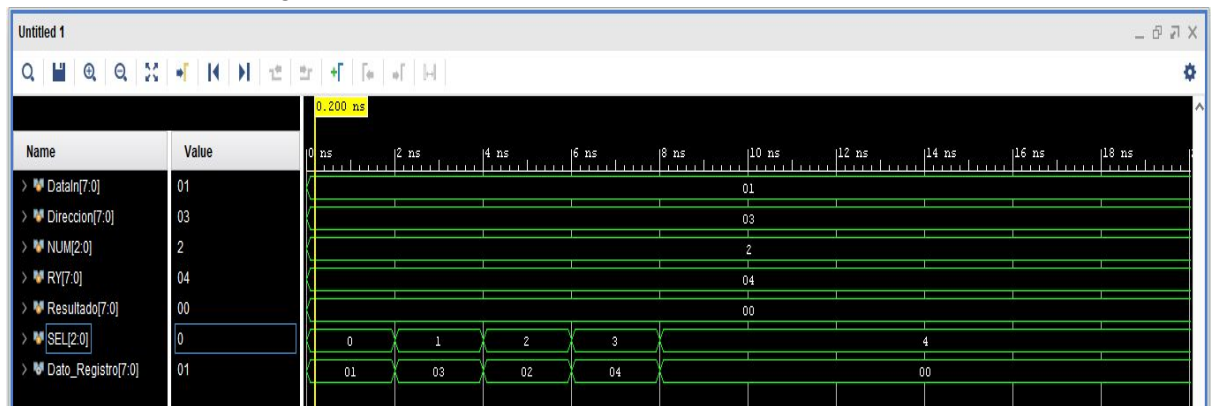 Untitled 1
0.200 ns
Name Value 0 ns 2 ns 4 ns 6 ns 8 ns 10 ns 12 ns 14 ns 16 ns 18 ns
DataIn[7:0] 01 01
Direccion[7:0] 03 03
NUM[2:0] 2 2
RY[7:0] 04 04
Resultado[7:0] 00 00
SEL[2:0] 0 0 1 2 3 4
Dato_Registro[7:0] 01 01 03 02 04 00